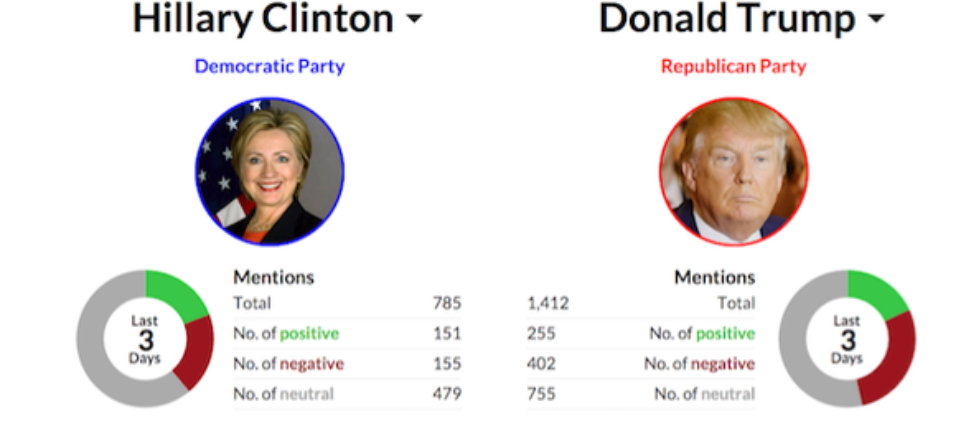 Hillary Clinton
Democratic Party
Last
3
Days
Mentions
Total 785
No. of positive 151
No. of negative 155
No. of neutral 479
Donald Trump
Republican Party
Mentions
1,412 Total
255 No. of positive
402 No. of negative
755 No. of neutral
Last
3
Days